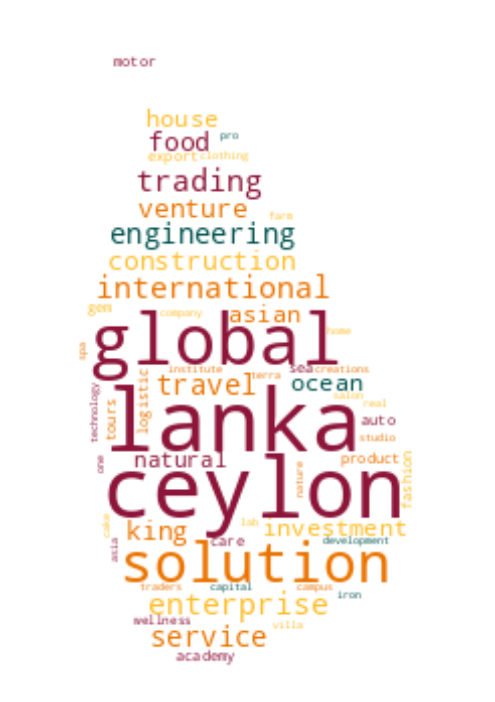 motor
house
food pro
export clothing
trading
venture farm
engineering
construction
international
gem company asian
global home
spa
institute terra sea creations
travel ocean
logistic
technology
tours
salon
real
lanka auto
studio
natural product
one
nature
fashion
ceylon
cake
king lab investment
asia
care development
solution
traders capital campus iron
enterprise
wellness villa
service
academy